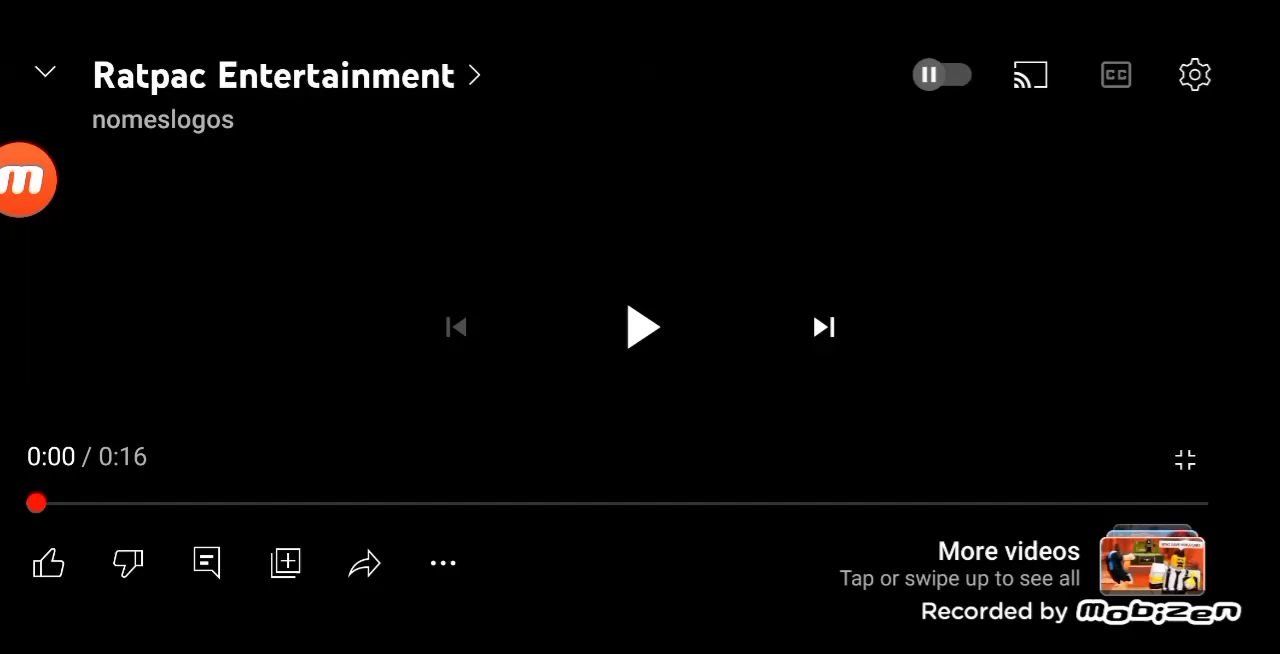 Ratpac Entertainment
nomeslogos
CC
m
0:00 / 0:16
More videos
Tap or swipe up to see all
Recorded by mobizen